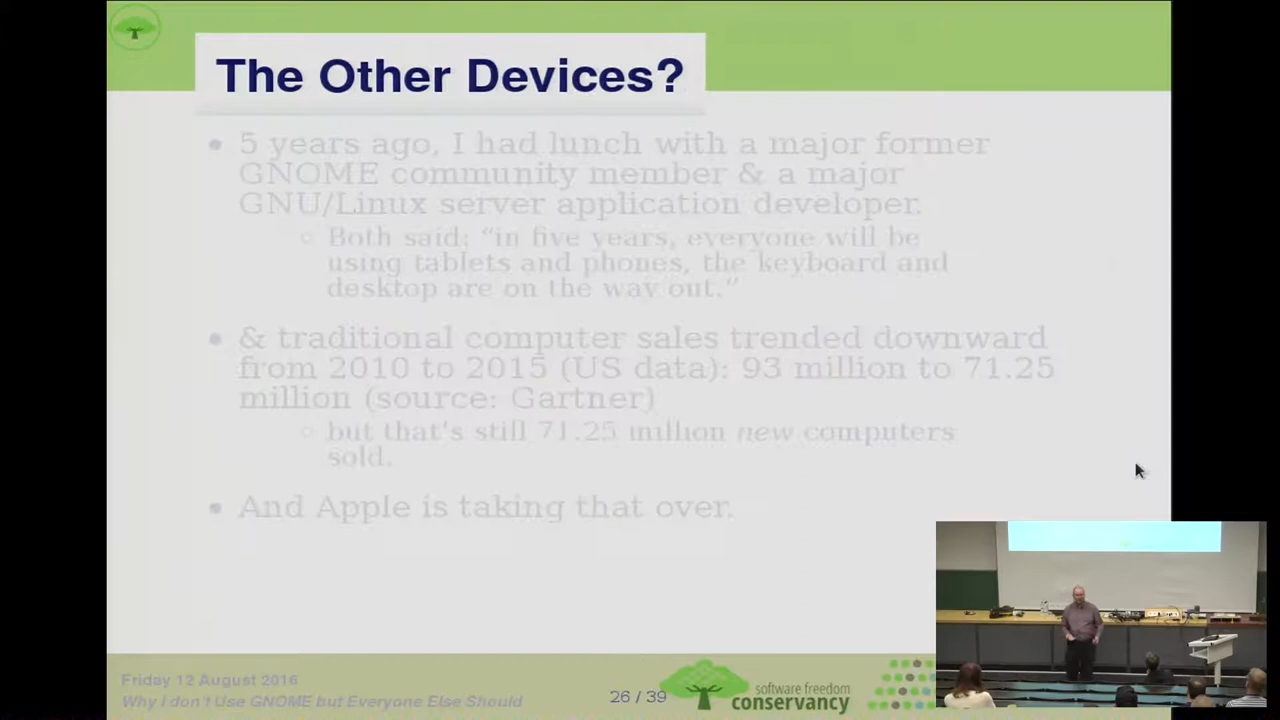 The Other Devices?
5 years ago, I had lunch with a major former
GNOME community member & a major
GNU/Linux server application developer.
Both said: “in five years, everyone will be
using tablets and phones, the keyboard and
desktop are on the way out.”
& traditional computer sales trended downward
from 2010 to 2015 (US data): 93 million to 71.25
million (source: Gartner)
but that's still 71.25 million new computers
sold.
And Apple is taking that over.
Friday 12 August 2016
Why I don't Use GNOME but Everyone Else Should
26 / 39
software freedom
conservancy